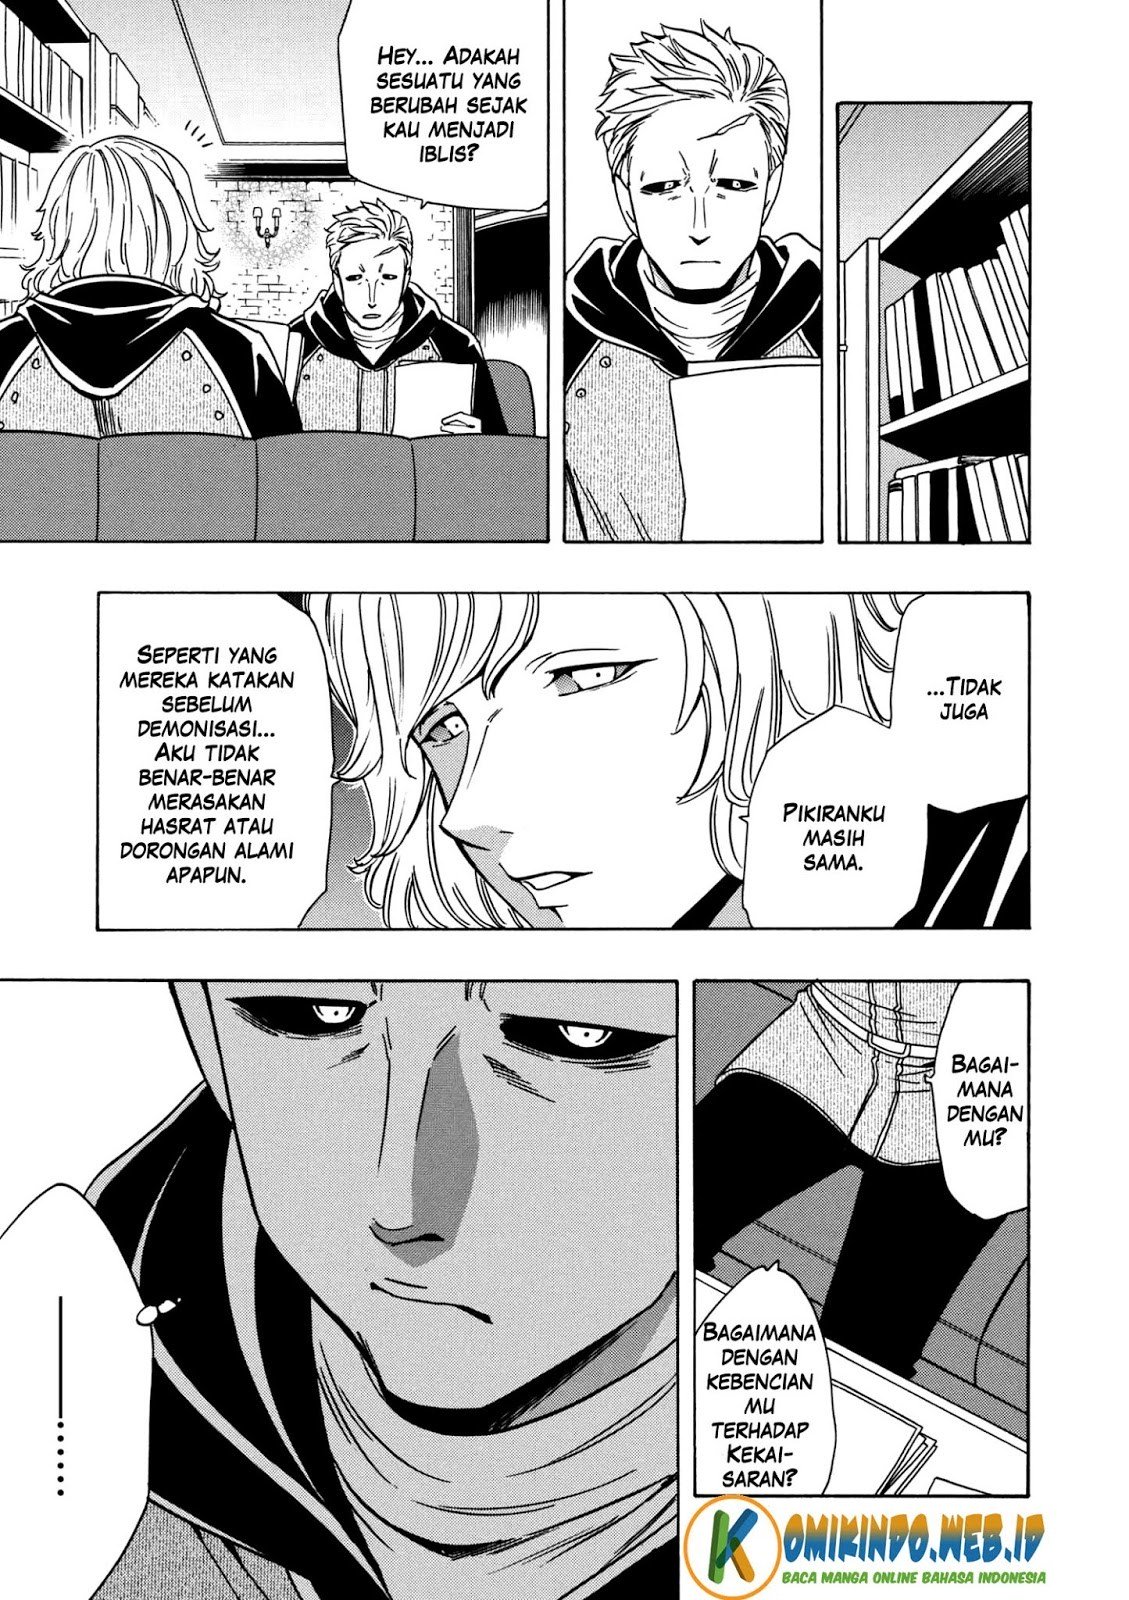 HEY... ADAKAH
SESUATU YANG
BERUBAH SEJAK
KAU MENJADI
IBLIS?
...TIDAK
JUGA
PIKIRANKU
MASIH
SAMA.
SEPERTI YANG
MEREKA KATAKAN
SEBELUM
DEMONISASI...
AKU TIDAK
BENAR-BENAR
MERASAKAN
HASRAT ATAU
DORONGAN ALAMI
APAPUN.
BAGAI-
MANA
DENGAN
MU?
BAGAIMANA
DENGAN
KEBENCIAN
MU
TERHADAP
KEKAI-
SARAN?
KOMIKINDO.WEB.ID
BACA MANGA ONLINE BAHASA INDONESIA